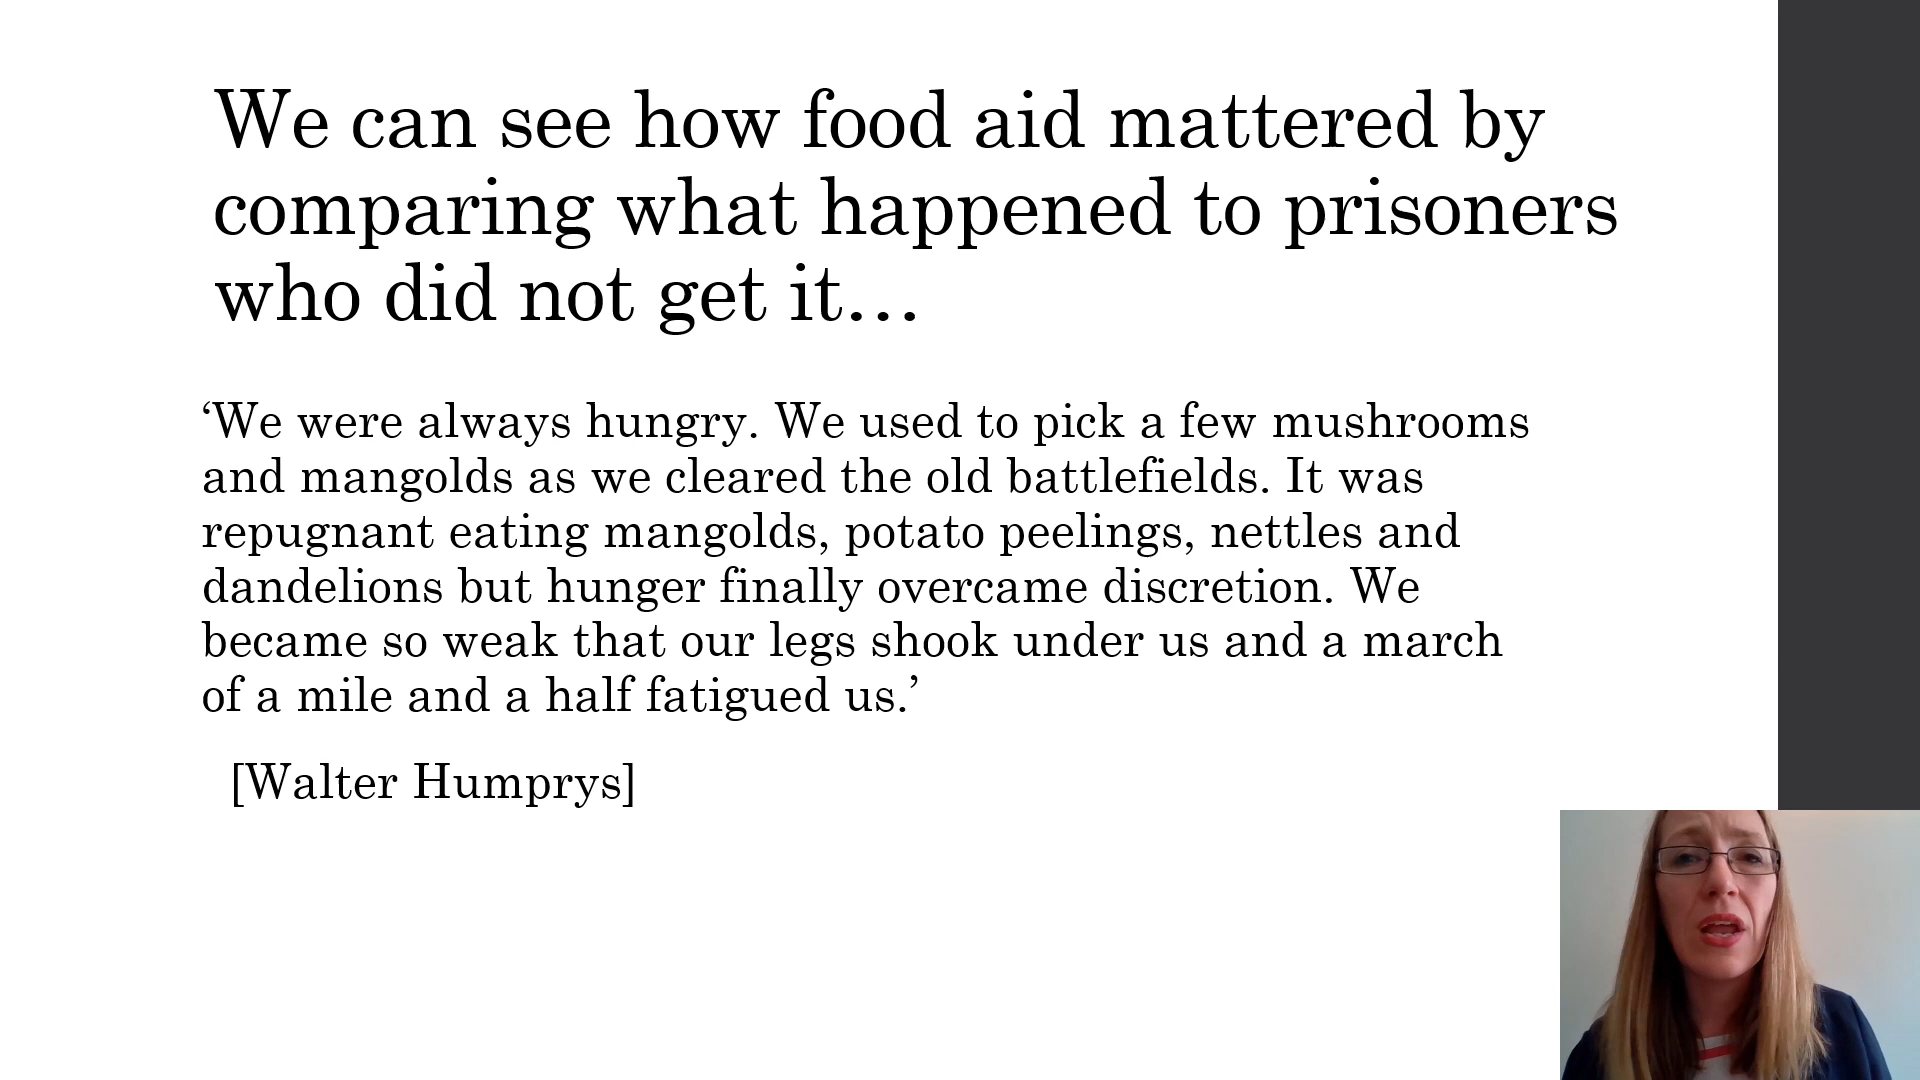 We can see how food aid mattered by
comparing what happened to prisoners
who did not get it…
‘We were always hungry. We used to pick a few mushrooms
and mangolds as we cleared the old battlefields. It was
repugnant eating mangolds, potato peelings, nettles and
dandelions but hunger finally overcame discretion. We
became so weak that our legs shook under us and a march
of a mile and a half fatigued us.’
[Walter Humprys]